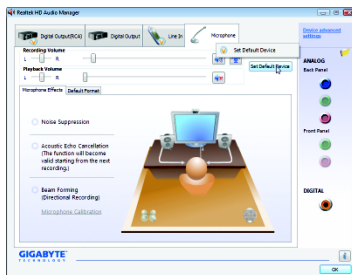 Realtek HD Audio Manager
Digital Output(RCA)
Digital Output
Line In
Microphone
Device advanced settings
Recording Volume
L
R
Set Default Device
Set Default Device
Playback Volume
L
R
ANALOG
Back Panel
Microphone Effects
Default Format
Noise Suppression
Acoustic Echo Cancellation
(The function will become
valid starting from the next
recording.)
Front Panel
Beam Forming
(Directional Recording)
Microphone Calibration
DIGITAL
GIGABYTE
TECHNOLOGY
OK